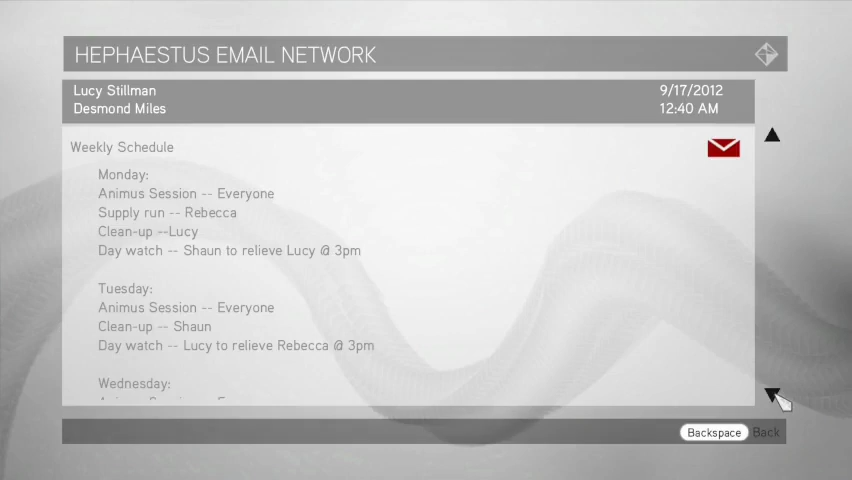 HEPHAESTUS EMAIL NETWORK
Lucy Stillman 9/17/2012
Desmond Miles 12:40 AM
Weekly Schedule
Monday:
Animus Session -- Everyone
Supply run -- Rebecca
Clean-up --Lucy
Day watch -- Shaun to relieve Lucy @ 3pm
Tuesday:
Animus Session -- Everyone
Clean-up -- Shaun
Day watch -- Lucy to relieve Rebecca @ 3pm
Wednesday:
Backspace Back